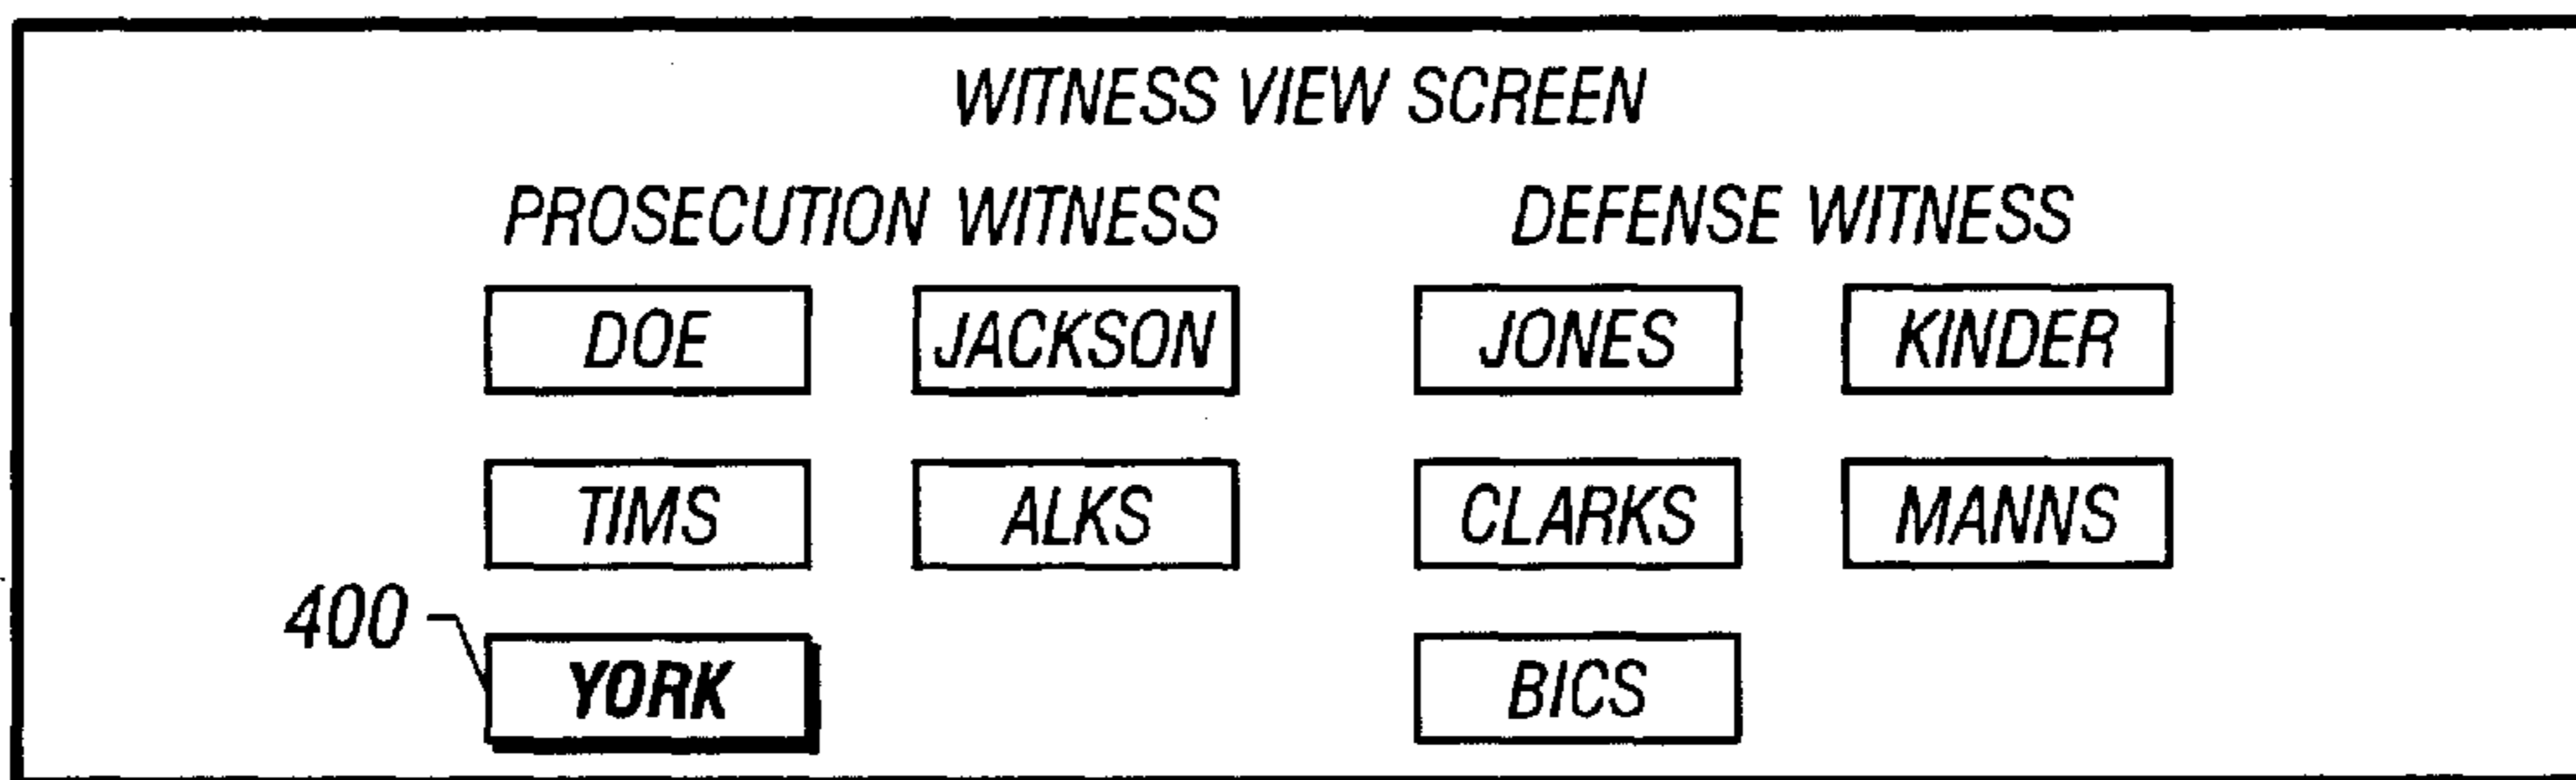 WITNESS VIEW SCREEN
PROSECUTION WITNESS DEFENSE WITNESS
DOE JACKSON JONES KINDER
TIMS ALKS CLARKS MANNS
400 YORK BICS